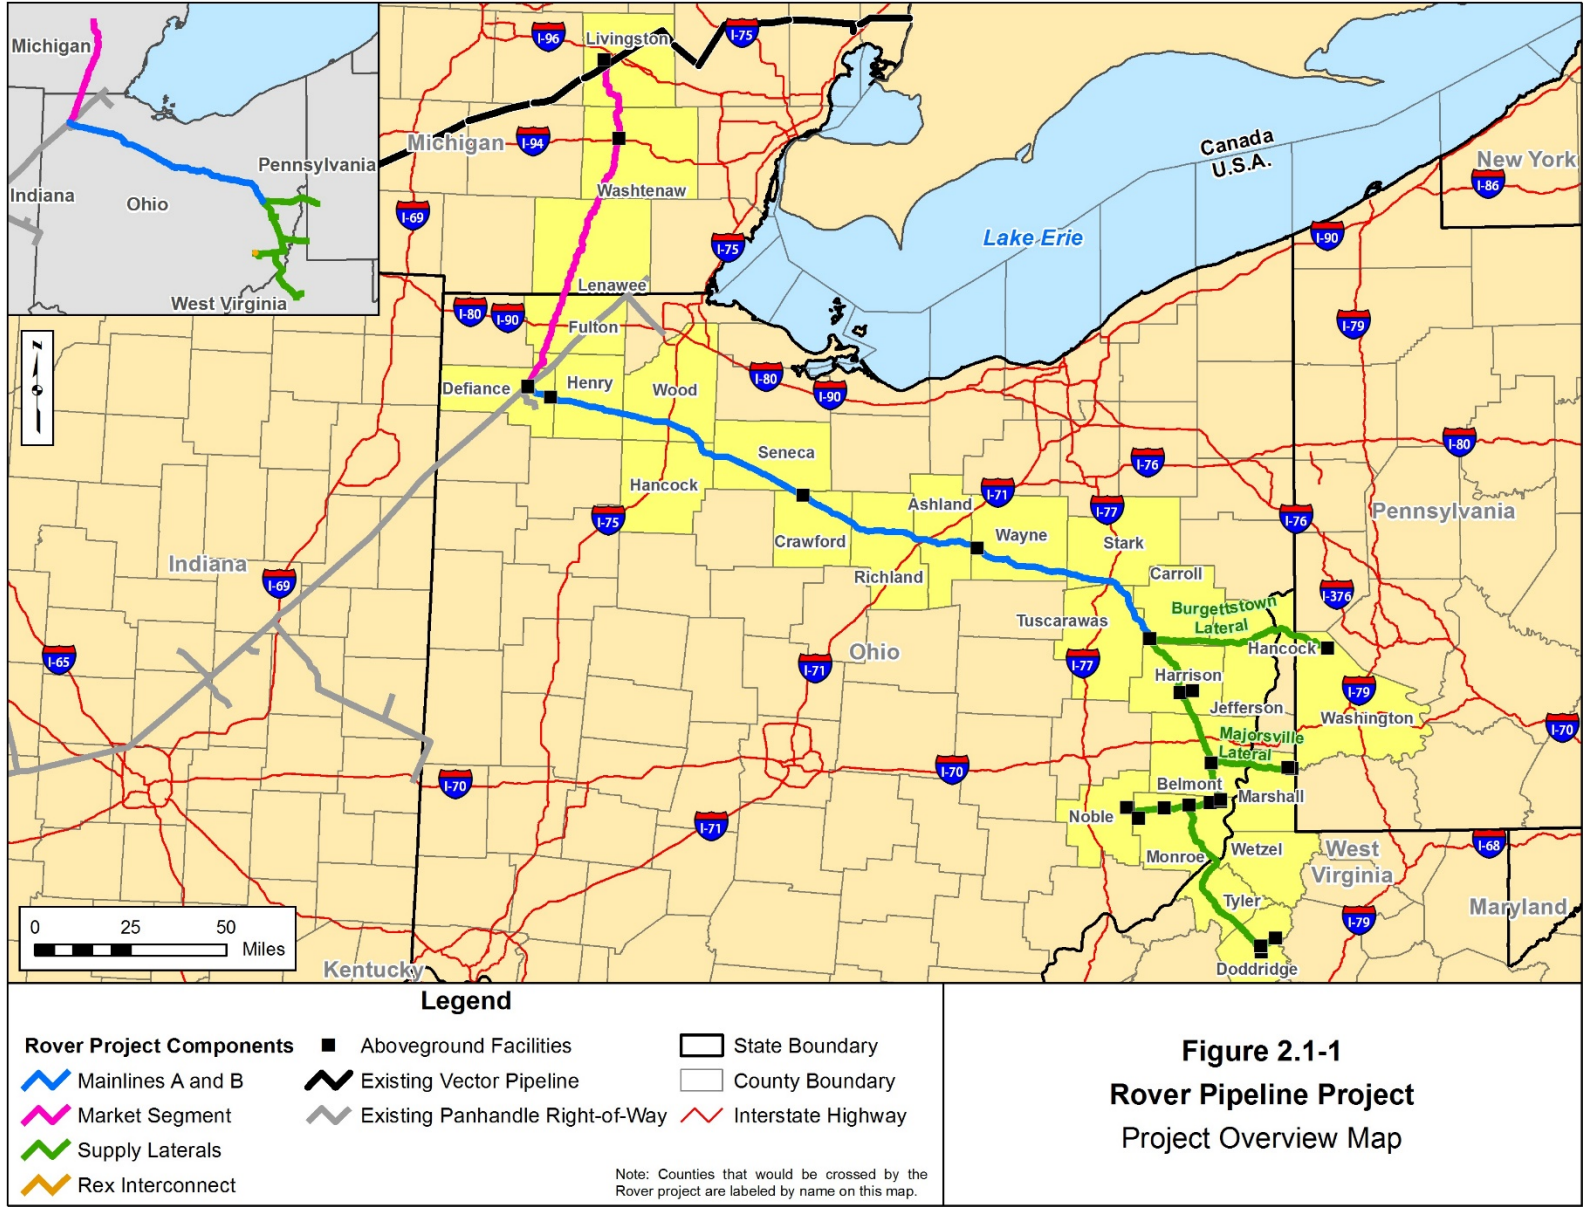 Michigan
Indiana
Ohio
Pennsylvania
West Virginia
N
I-96
Livingston
I-75
Michigan
I-94
Washtenaw
I-69
I-75
Canada
U.S.A.
New York
I-86
Lake Erie
I-90
Lenawee
I-80
I-90
Fulton
I-79
Defiance
Henry
Wood
I-80
I-90
Seneca
I-76
I-80
Hancock
I-75
Ashland
I-71
I-77
I-76
Pennsylvania
Crawford
Wayne
Stark
Indiana
I-69
Richland
Carroll
I-376
Burgettstown
Lateral
Tuscarawas
Hancock
I-65
I-71
Ohio
I-77
Harrison
I-79
Jefferson
Washington
Majorsville
Lateral
I-70
I-70
I-70
Belmont
Marshall
Noble
I-71
Monroe
Wetzel
West
Virginia
I-68
Tyler
Maryland
I-79
Doddridge
0 25 50
Miles
Kentucky
Legend
Rover Project Components
Mainlines A and B
Market Segment
Supply Laterals
Rex Interconnect
Aboveground Facilities
Existing Vector Pipeline
Existing Panhandle Right-of-Way
State Boundary
County Boundary
Interstate Highway
Note: Counties that would be crossed by the
Rover project are labeled by name on this map.
Figure 2.1-1
Rover Pipeline Project
Project Overview Map